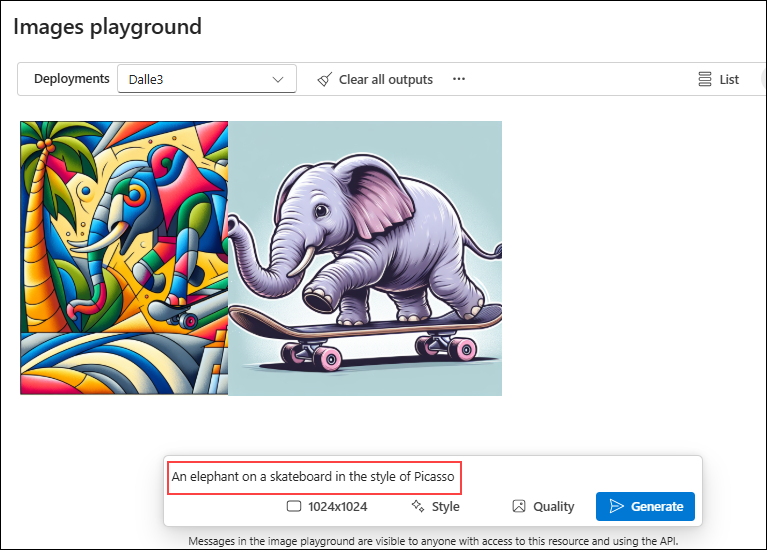 Images playground
Deployments Dalle3 Clear all outputs ··· List
An elephant on a skateboard in the style of Picasso
1024x1024 Style Quality Generate
Messages in the image playground are visible to anyone with access to this resource and using the API.